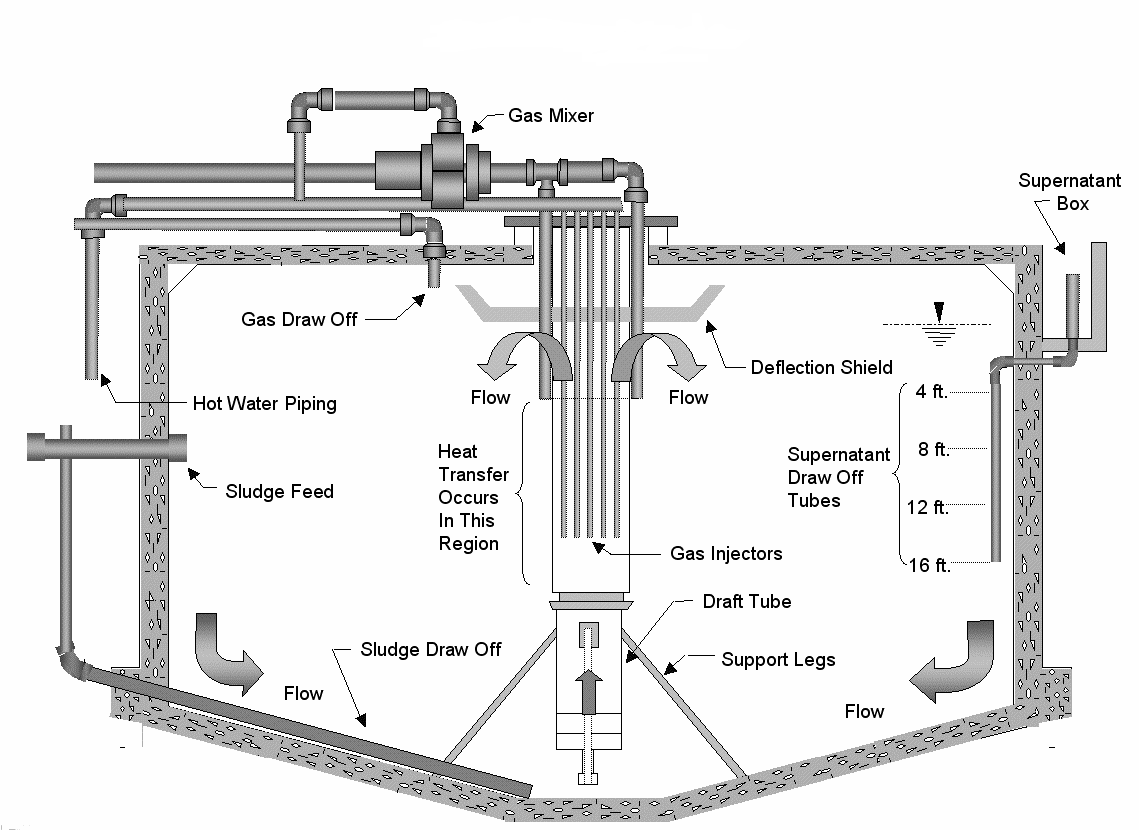 Gas Mixer
Supernatant
Box
Gas Draw Off
Deflection Shield
Hot Water Piping
Flow
Flow
4 ft.
8 ft.
12 ft.
16 ft.
Supernatant
Draw Off
Tubes
Heat
Transfer
Occurs
In This
Region
Sludge Feed
Gas Injectors
Draft Tube
Sludge Draw Off
Support Legs
Flow
Flow